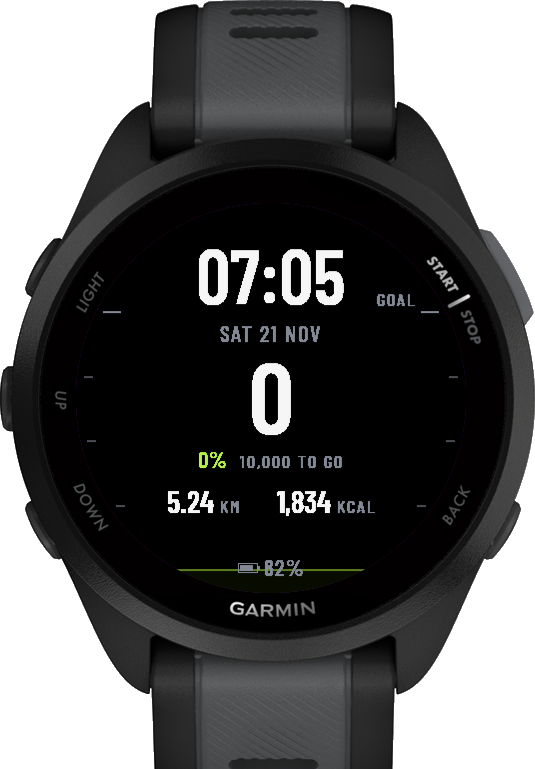 07:05
GOAL
START
STOP
LIGHT
SAT 21 NOV
0
UP
0% 10,000 TO GO
5.24 KM 1,834 KCAL
DOWN
BACK
82%
GARMIN